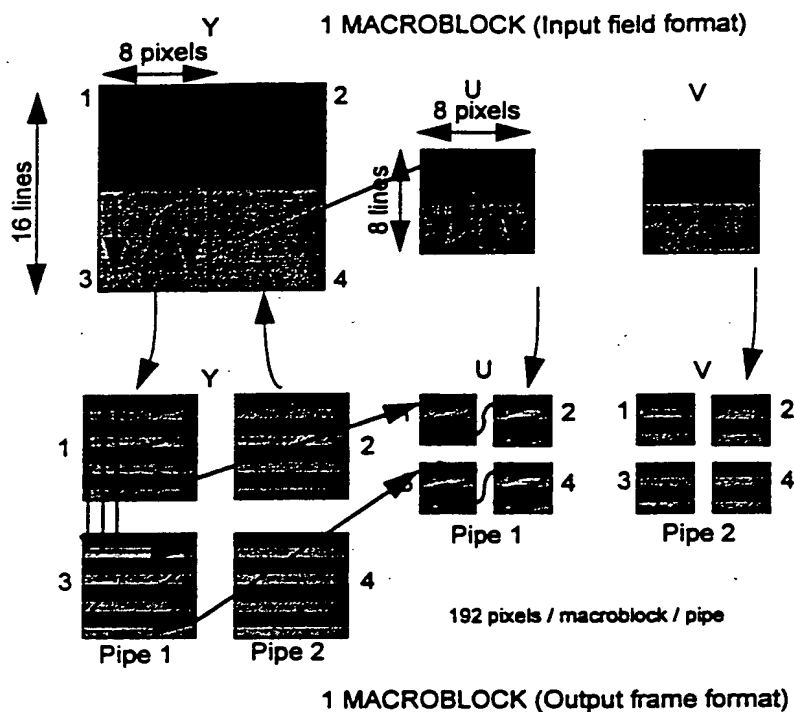 Y
1 MACROBLOCK (Input field format)
8 pixels
1
2
U
V
8 pixels
16 lines
8 lines
3
4
Y
U
V
1
2
2
1
2
3
4
4
3
4
Pipe 1
Pipe 2
Pipe 1
Pipe 2
192 pixels / macroblock / pipe
1 MACROBLOCK (Output frame format)